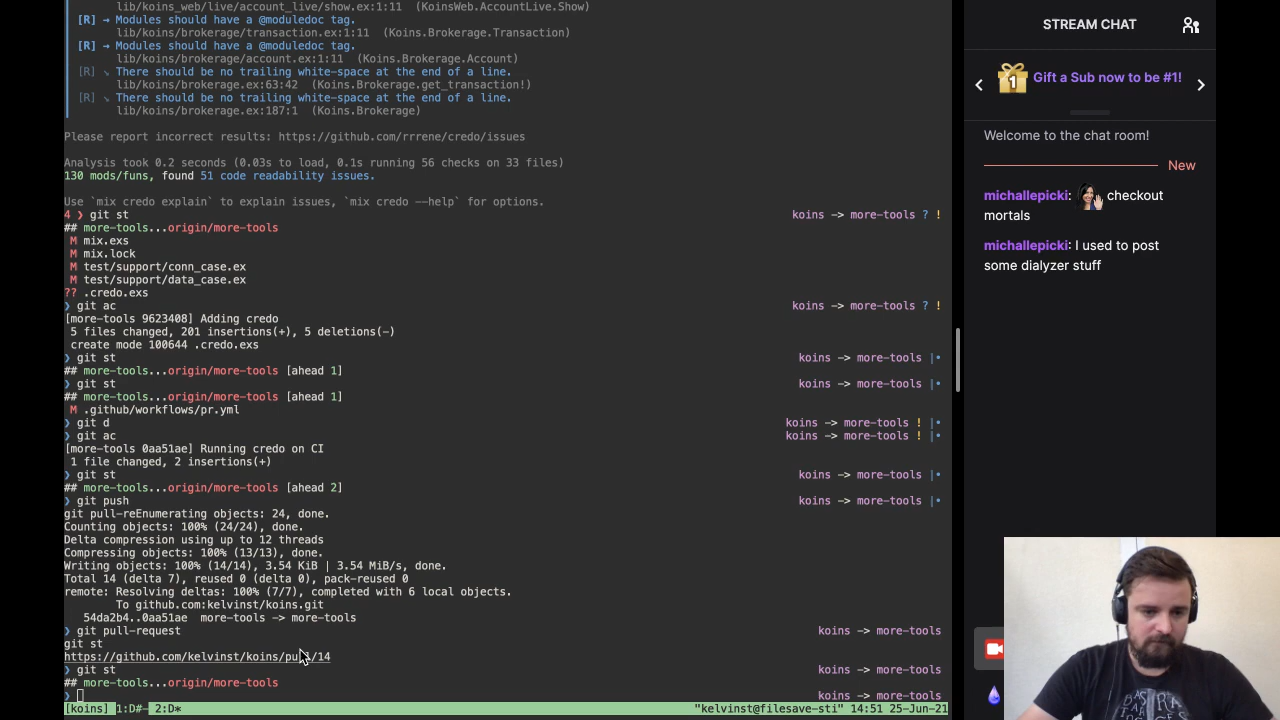 lib/koins_web/live/account_live/show.ex:1:11 (KoinsWeb.AccountLive.Show)
[R] → Modules should have a @moduledoc tag.
lib/koins/brokerage/transaction.ex:1:11 (Koins.Brokerage.Transaction)
[R] → Modules should have a @moduledoc tag.
lib/koins/brokerage/account.ex:1:11 (Koins.Brokerage.Account)
[R] ↘ There should be no trailing white-space at the end of a line.
lib/koins/brokerage.ex:63:42 (Koins.Brokerage.get_transaction!)
[R] ↘ There should be no trailing white-space at the end of a line.
lib/koins/brokerage.ex:187:1 (Koins.Brokerage)
Please report incorrect results: https://github.com/rrrene/credo/issues
Analysis took 0.2 seconds (0.03s to load, 0.1s running 56 checks on 33 files)
130 mods/funs, found 51 code readability issues.
Use `mix credo explain` to explain issues, `mix credo --help` for options.
4 ❯ git st koins -> more-tools ? !
## more-tools...origin/more-tools
M mix.exs
M mix.lock
M test/support/conn_case.ex
M test/support/data_case.ex
?? .credo.exs
❯ git ac koins -> more-tools ? !
[more-tools 9623408] Adding credo
5 files changed, 201 insertions(+), 5 deletions(-)
create mode 100644 .credo.exs
❯ git st koins -> more-tools |•
## more-tools...origin/more-tools [ahead 1]
❯ git st koins -> more-tools |•
## more-tools...origin/more-tools [ahead 1]
M .github/workflows/pr.yml
❯ git d koins -> more-tools ! |•
❯ git ac koins -> more-tools ! |•
[more-tools 0aa51ae] Running credo on CI
1 file changed, 2 insertions(+)
❯ git st koins -> more-tools |•
## more-tools...origin/more-tools [ahead 2]
❯ git push koins -> more-tools |•
git pull-reEnumerating objects: 24, done.
Counting objects: 100% (24/24), done.
Delta compression using up to 12 threads
Compressing objects: 100% (13/13), done.
Writing objects: 100% (14/14), 3.54 KiB | 3.54 MiB/s, done.
Total 14 (delta 7), reused 0 (delta 0), pack-reused 0
remote: Resolving deltas: 100% (7/7), completed with 6 local objects.
To github.com:kelvinst/koins.git
54da2b4..0aa51ae more-tools -> more-tools
❯ git pull-request koins -> more-tools
git st
https://github.com/kelvinst/koins/pull/14
❯ git st koins -> more-tools
## more-tools...origin/more-tools
❯ koins -> more-tools
[koins] 1:D#- 2:D* "kelvinst@filesave-sti" 14:51 25-Jun-21
STREAM CHAT
1 Gift a Sub now to be #1!
Welcome to the chat room!
New
michallepicki: checkout
mortals
michallepicki: I used to post
some dialyzer stuff